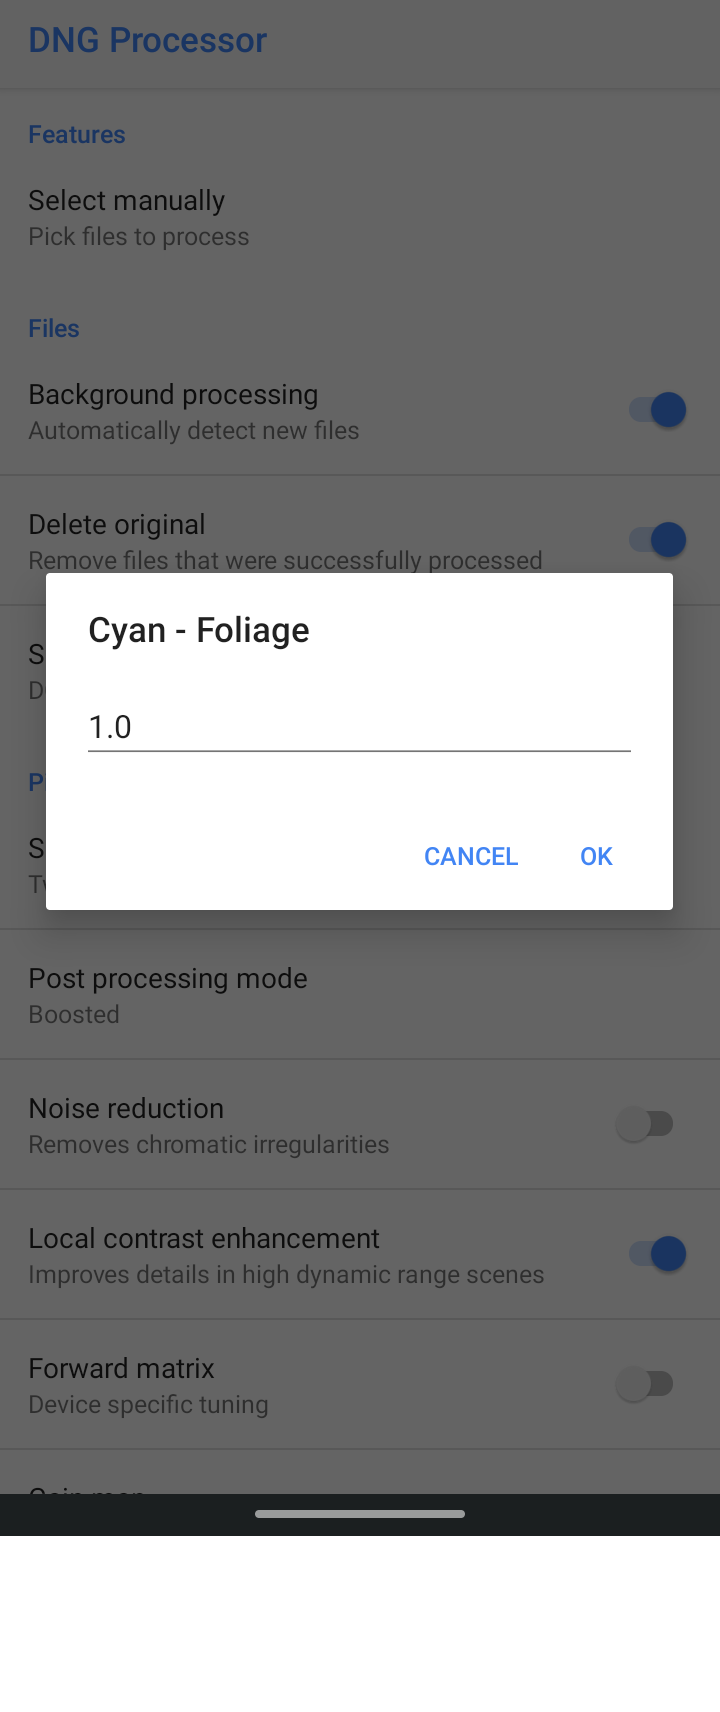 DNG Processor
Features
Select manually
Pick files to process
Files
Background processing
Automatically detect new files
Delete original
Remove files that were successfully processed
Cyan - Foliage
1.0
CANCEL
OK
Post processing mode
Boosted
Noise reduction
Removes chromatic irregularities
Local contrast enhancement
Improves details in high dynamic range scenes
Forward matrix
Device specific tuning